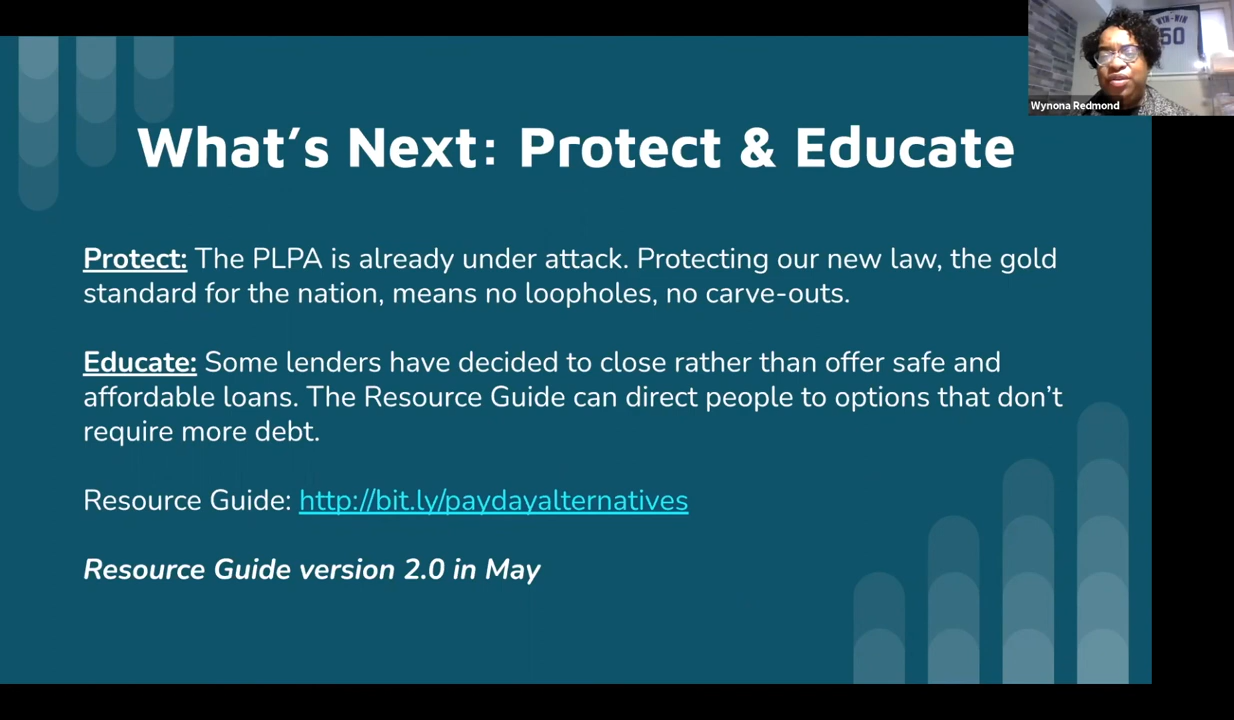 WYN-WIN
50
Wynona Redmond
What's Next: Protect & Educate
Protect: The PLPA is already under attack. Protecting our new law, the gold
standard for the nation, means no loopholes, no carve-outs.
Educate: Some lenders have decided to close rather than offer safe and
affordable loans. The Resource Guide can direct people to options that don't
require more debt.
Resource Guide: http://bit.ly/paydayalternatives
Resource Guide version 2.0 in May